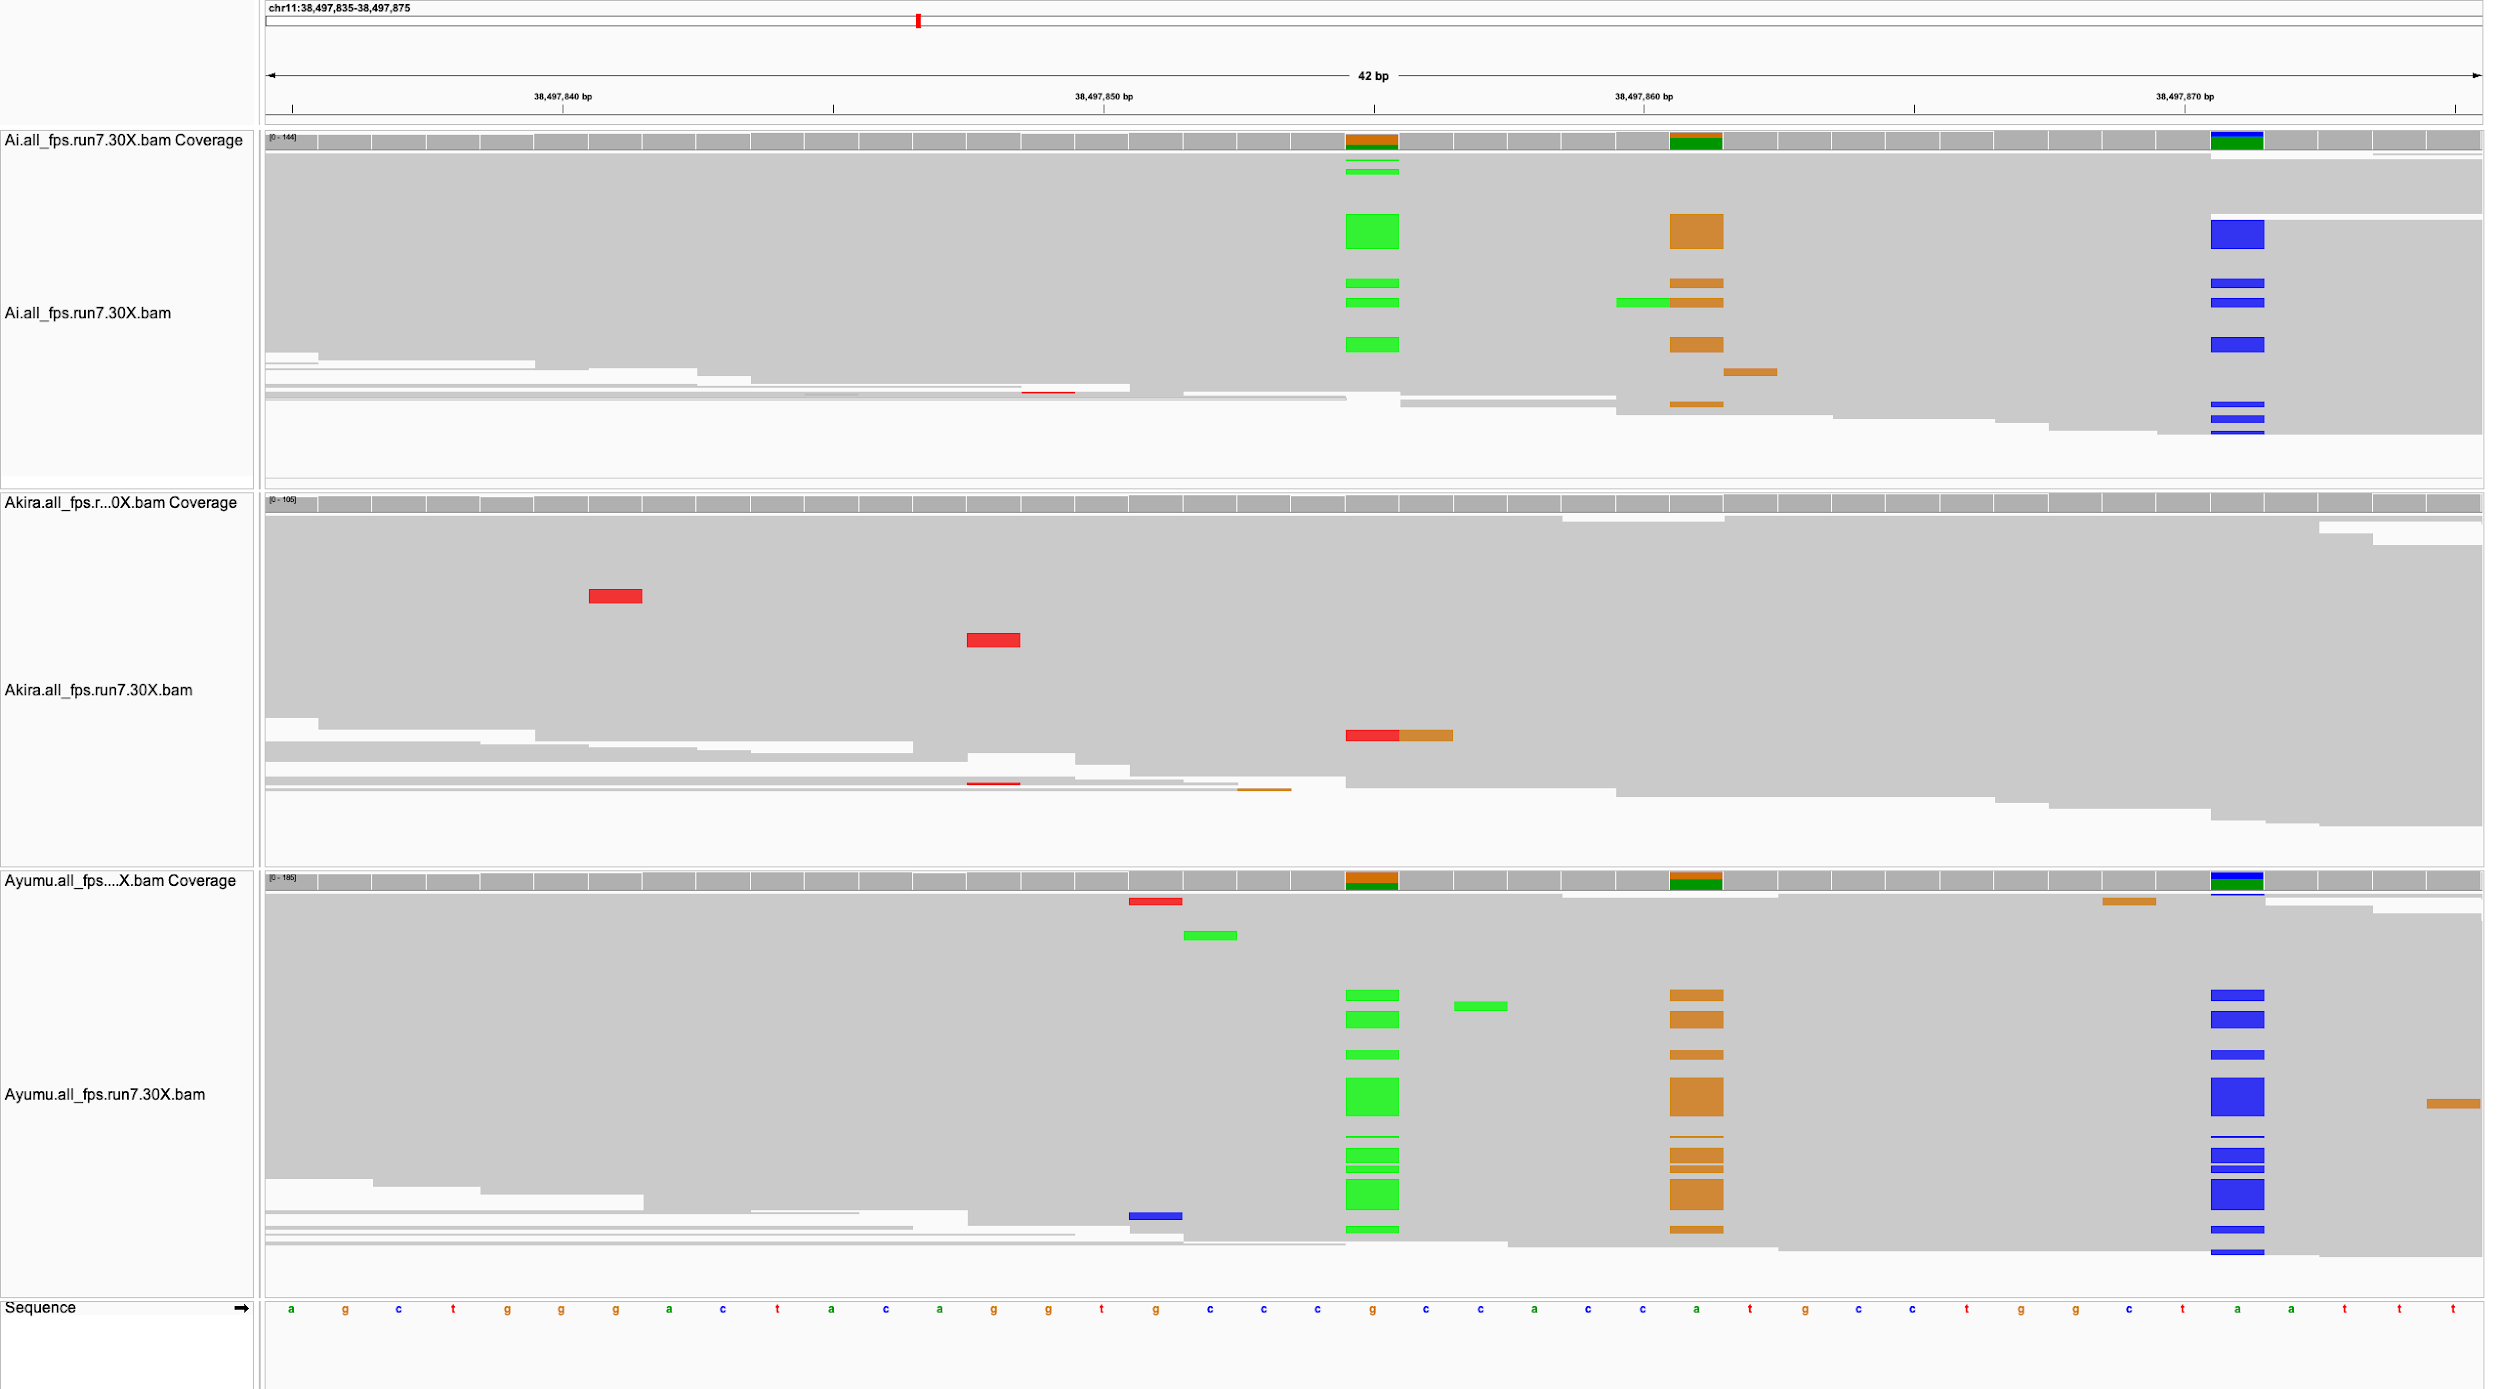 chr11:38,497,835-38,497,875
42 bp
38,497,840 bp 38,497,850 bp 38,497,860 bp 38,497,870 bp
Ai.all_fps.run7.30X.bam Coverage
[0 - 144]
Ai.all_fps.run7.30X.bam
Akira.all_fps.r...0X.bam Coverage
[0 - 105]
Akira.all_fps.run7.30X.bam
Ayumu.all_fps....X.bam Coverage
[0 - 185]
Ayumu.all_fps.run7.30X.bam
Sequence a g c t g g g a c t a c a g g t g c c c g c c a c c a t g c c t g g c t a a t t t